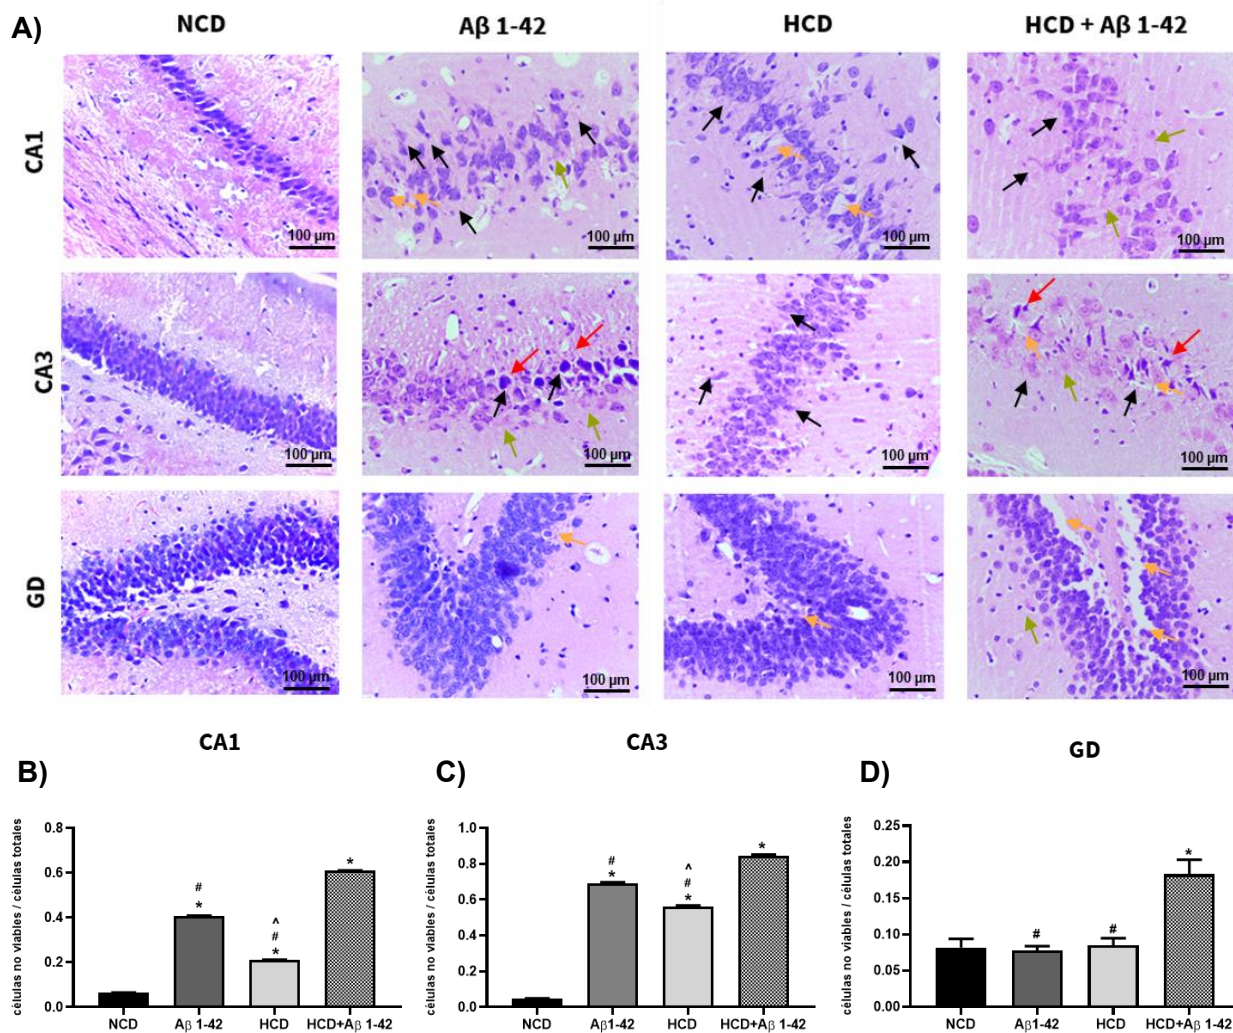 A)
NCD Aβ 1-42 HCD HCD + Aβ 1-42
CA1
100 µm 100 µm 100 µm 100 µm
CA3
100 µm 100 µm 100 µm 100 µm
GD
100 µm 100 µm 100 µm 100 µm
CA1
B)
células no viables / células totales
0.8
0.6
0.4
0.2
0.0
#
*
^
#
*
*
NCD Aβ 1-42 HCD HCD+Aβ 1-42
CA3
C)
células no viables / células totales
1.0
0.8
0.6
0.4
0.2
0.0
#
*
^
#
*
*
NCD Aβ1-42 HCD HCD+Aβ 1-42
GD
D)
células no viables / células totales
0.25
0.20
0.15
0.10
0.05
0.00
#
#
*
NCD Aβ 1-42 HCD HCD+Aβ 1-42